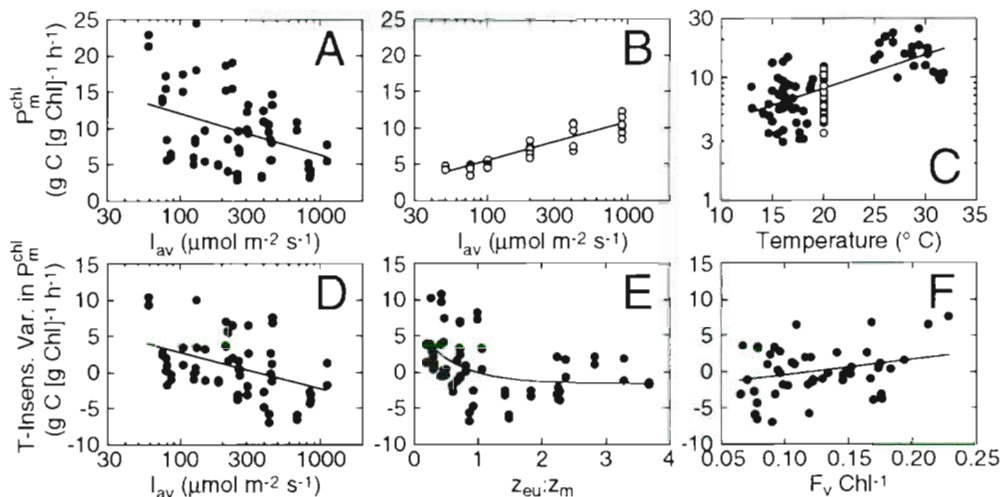 25
20
15
10
5
0
P_m^chl
(g C [g Chl]⁻¹ h⁻¹)
A
30 100 300 1000
I_av (μmol m⁻² s⁻¹)
25
20
15
10
5
0
B
30 100 300 1000
I_av (μmol m⁻² s⁻¹)
30
10
3
1
C
10 15 20 25 30 35
Temperature (° C)
15
10
5
0
-5
-10
T-Insens. Var. in P_m^chl
(g C [g Chl]⁻¹ h⁻¹)
D
30 100 300 1000
I_av (μmol m⁻² s⁻¹)
15
10
5
0
-5
-10
E
0 1 2 3 4
z_eu:z_m
15
10
5
0
-5
-10
F
0.05 0.10 0.15 0.20 0.25
F_v Chl⁻¹